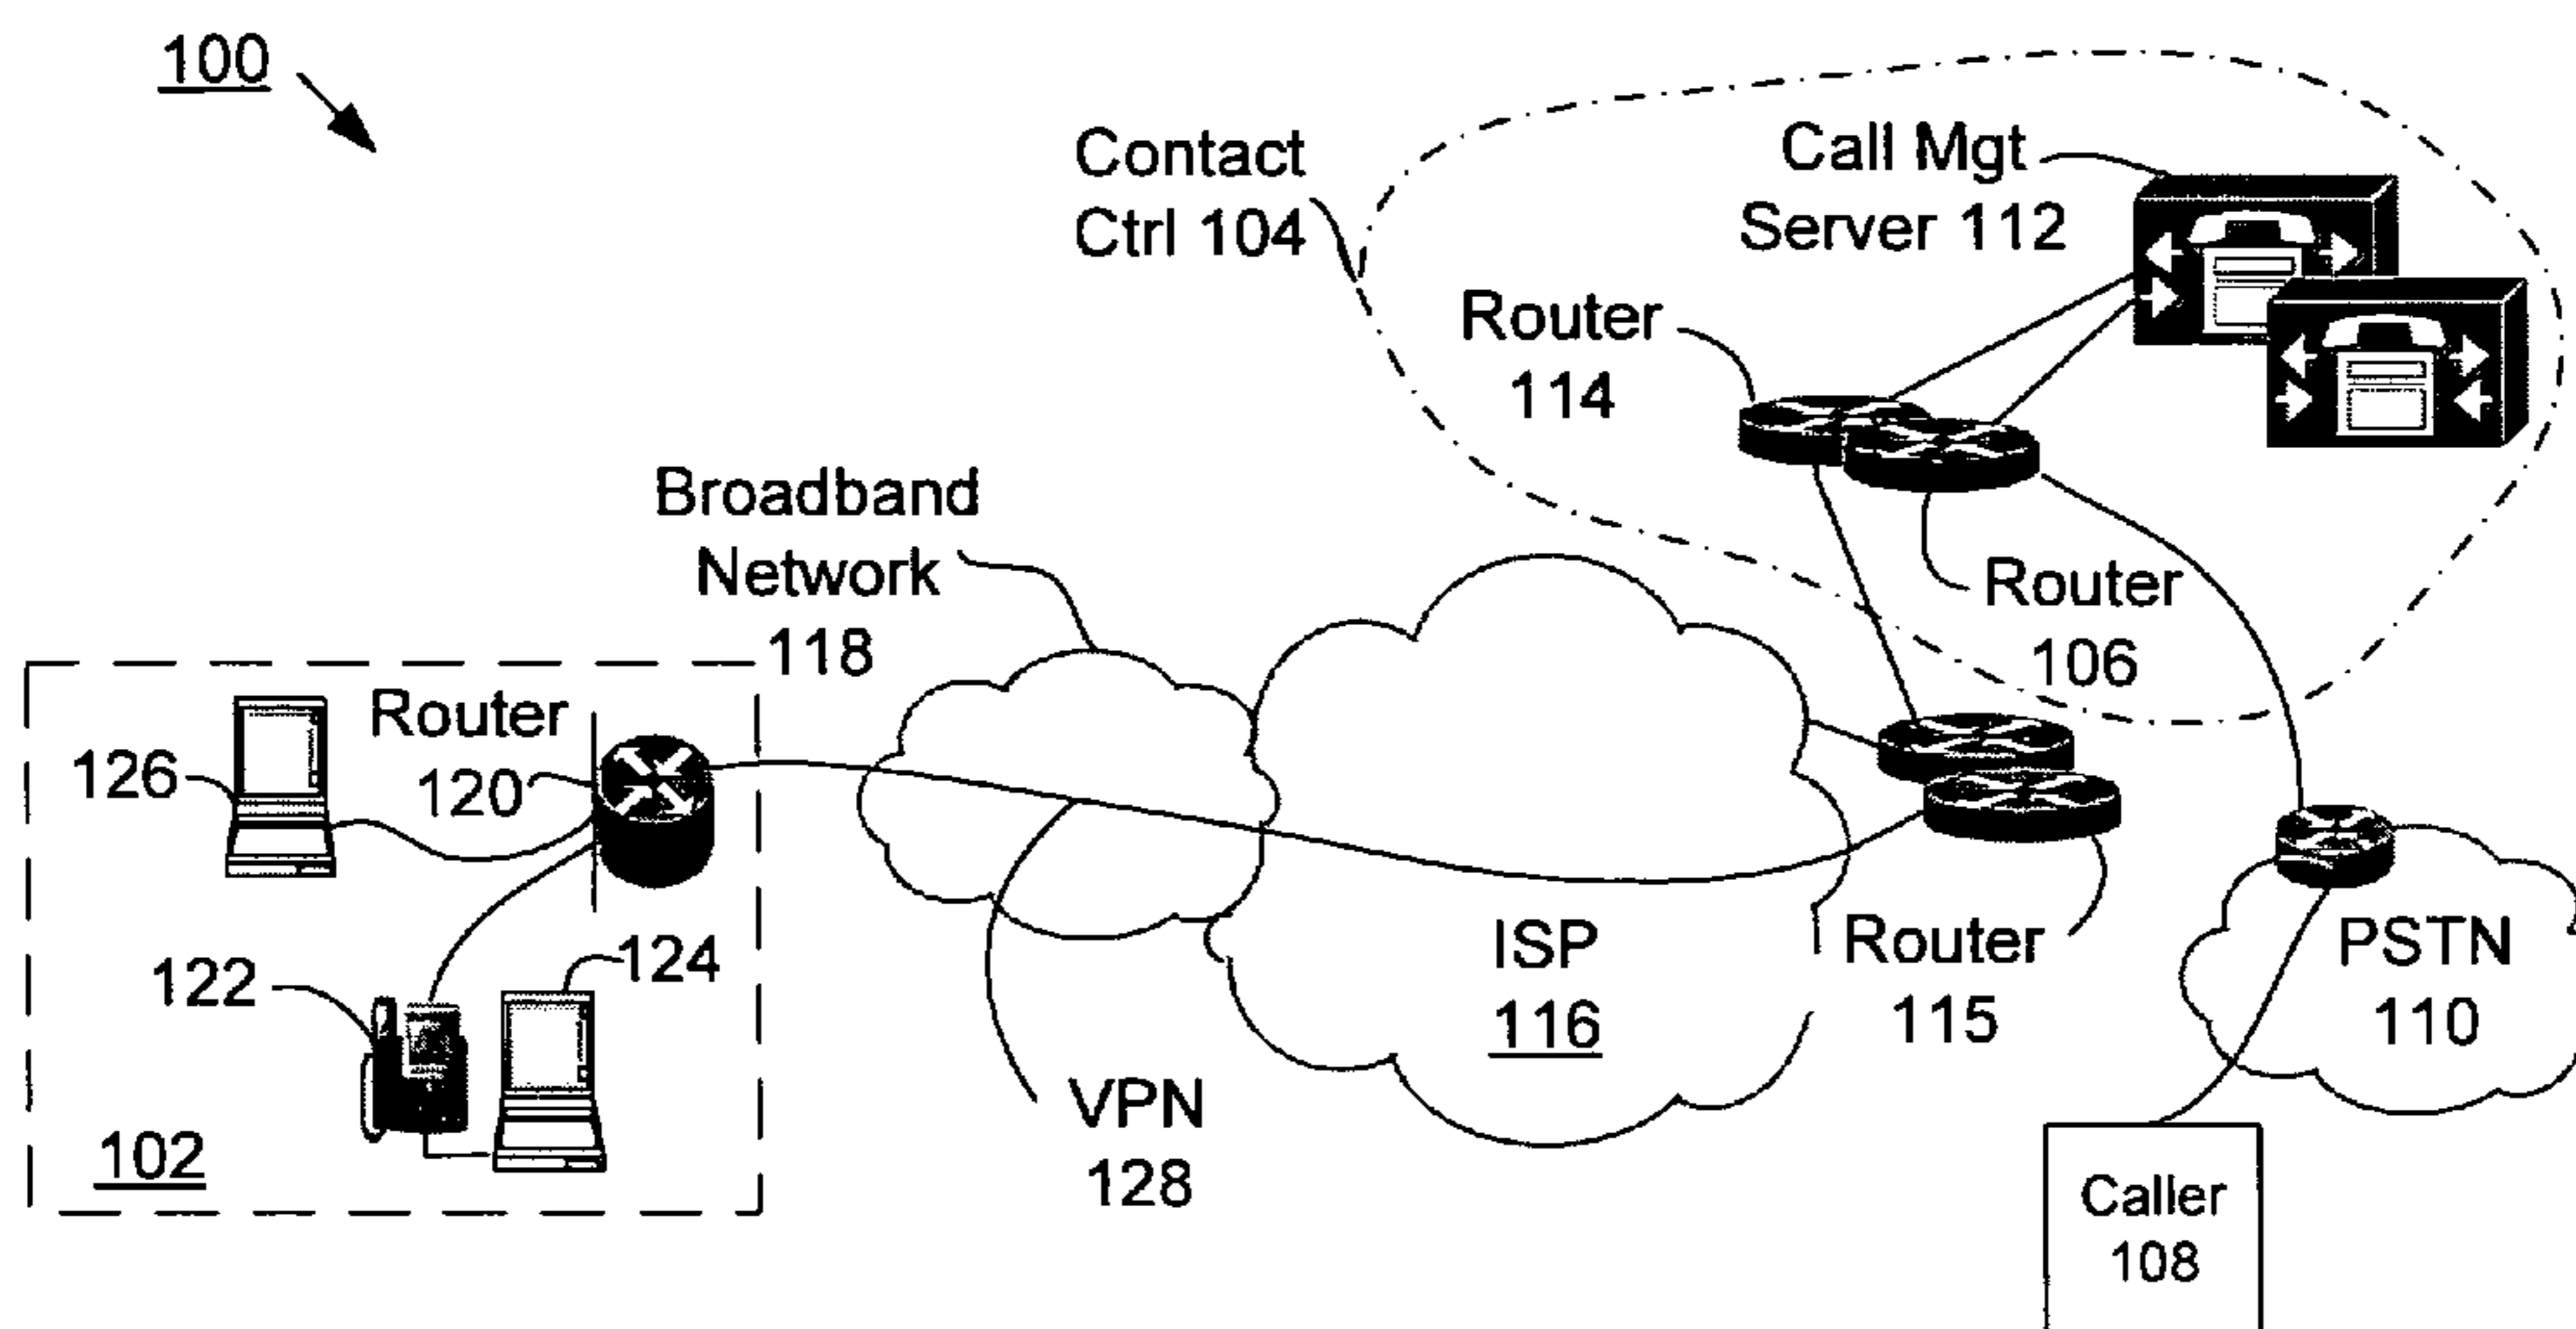 100
Contact
Ctrl 104
Call Mgt
Server 112
Router
114
Broadband
Network
118
Router
106
Router
120
126
122
124
102
VPN
128
ISP
116
Router
115
PSTN
110
Caller
108